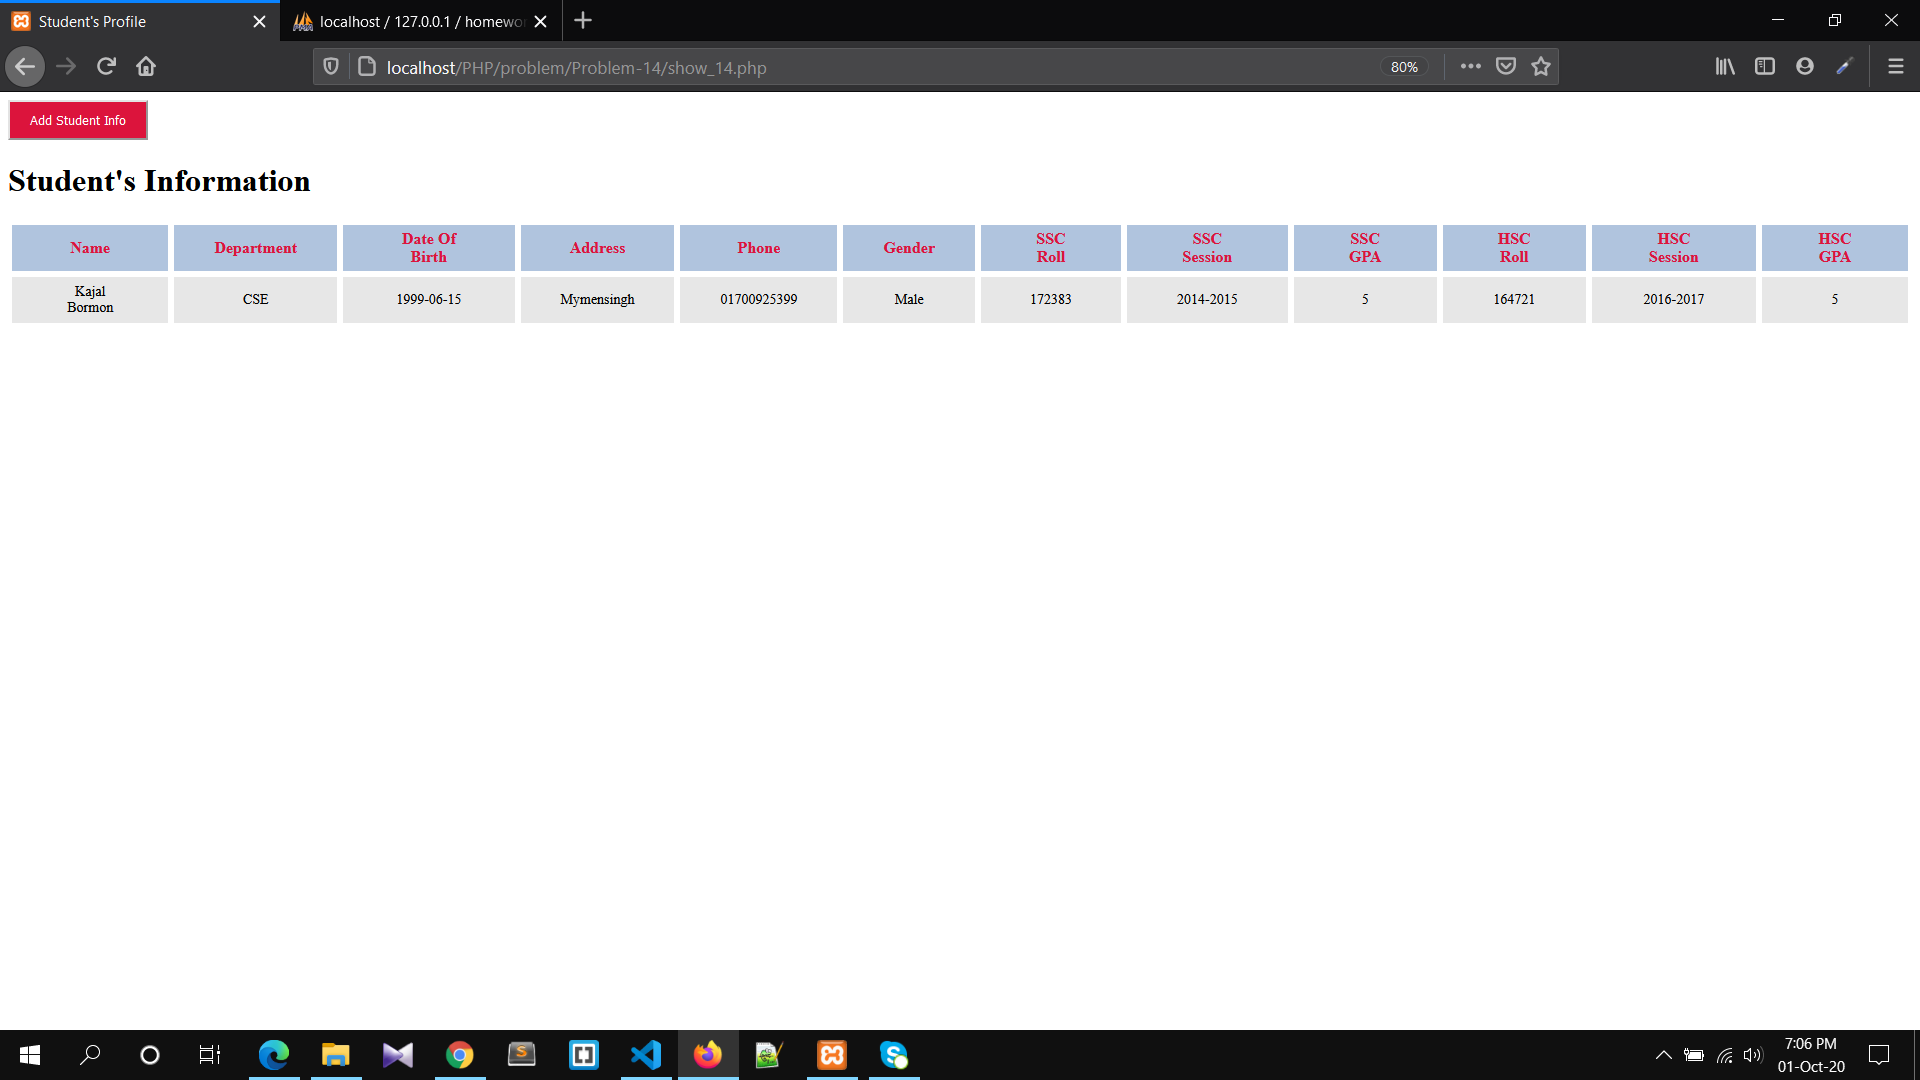 Student's Profile
localhost / 127.0.0.1 / homewo
localhost/PHP/problem/Problem-14/show_14.php
80%
Add Student Info
Student's Information
Name Department Date Of Birth Address Phone Gender SSC Roll SSC Session SSC GPA HSC Roll HSC Session HSC GPA
Kajal Bormon CSE 1999-06-15 Mymensingh 01700925399 Male 172383 2014-2015 5 164721 2016-2017 5
7:06 PM
01-Oct-20